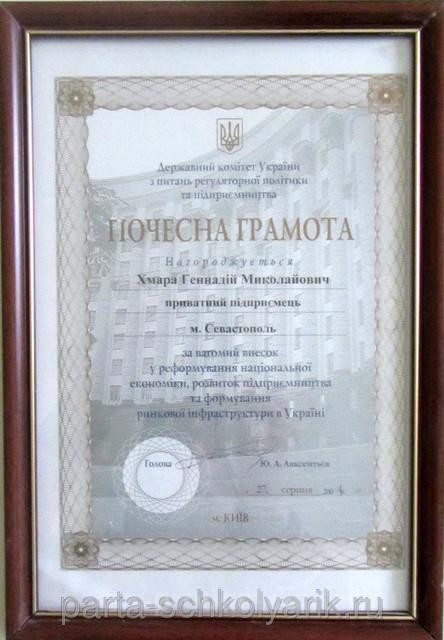 Державний комітет України
з питань регуляторної політики
та підприємництва
ПОЧЕСНА ГРАМОТА
Нагороджується
Хмара Геннадій Миколайович
приватний підприємець
м. Севастополь
за вагомий внесок
у реформування національної
економіки, розвиток підприємництва
та формування
ринкової інфраструктури в Україні
Голова
Ю. А.
27 серпня
м. КИЇВ
parta-schkolyarik.ru